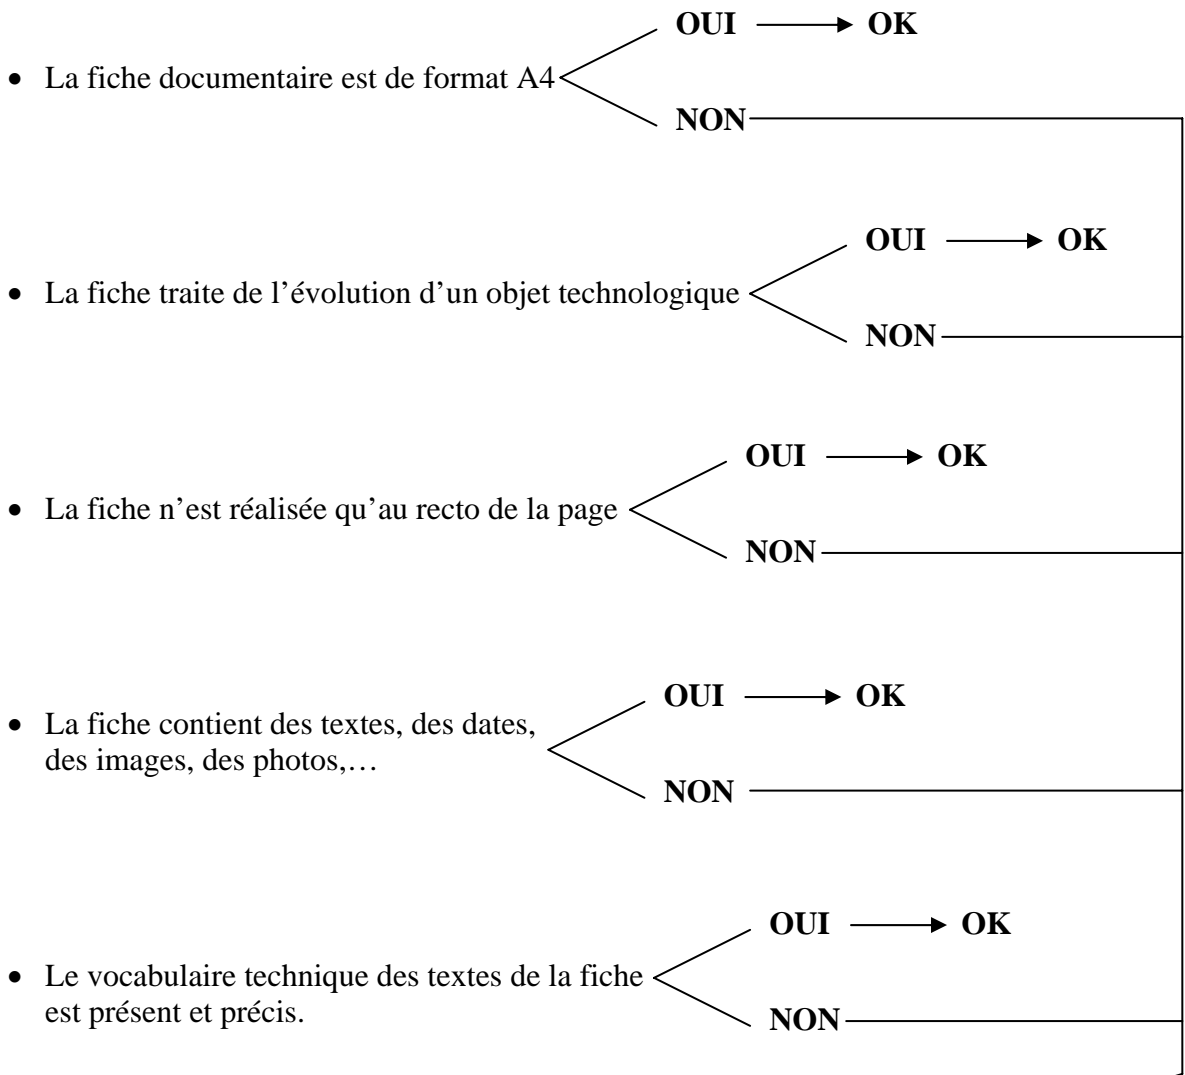 OUI OK
• La fiche documentaire est de format A4
NON
OUI OK
• La fiche traite de l’évolution d’un objet technologique
NON
OUI OK
• La fiche n’est réalisée qu’au recto de la page
NON
OUI OK
• La fiche contient des textes, des dates,
des images, des photos,…
NON
OUI OK
• Le vocabulaire technique des textes de la fiche
est présent et précis.
NON